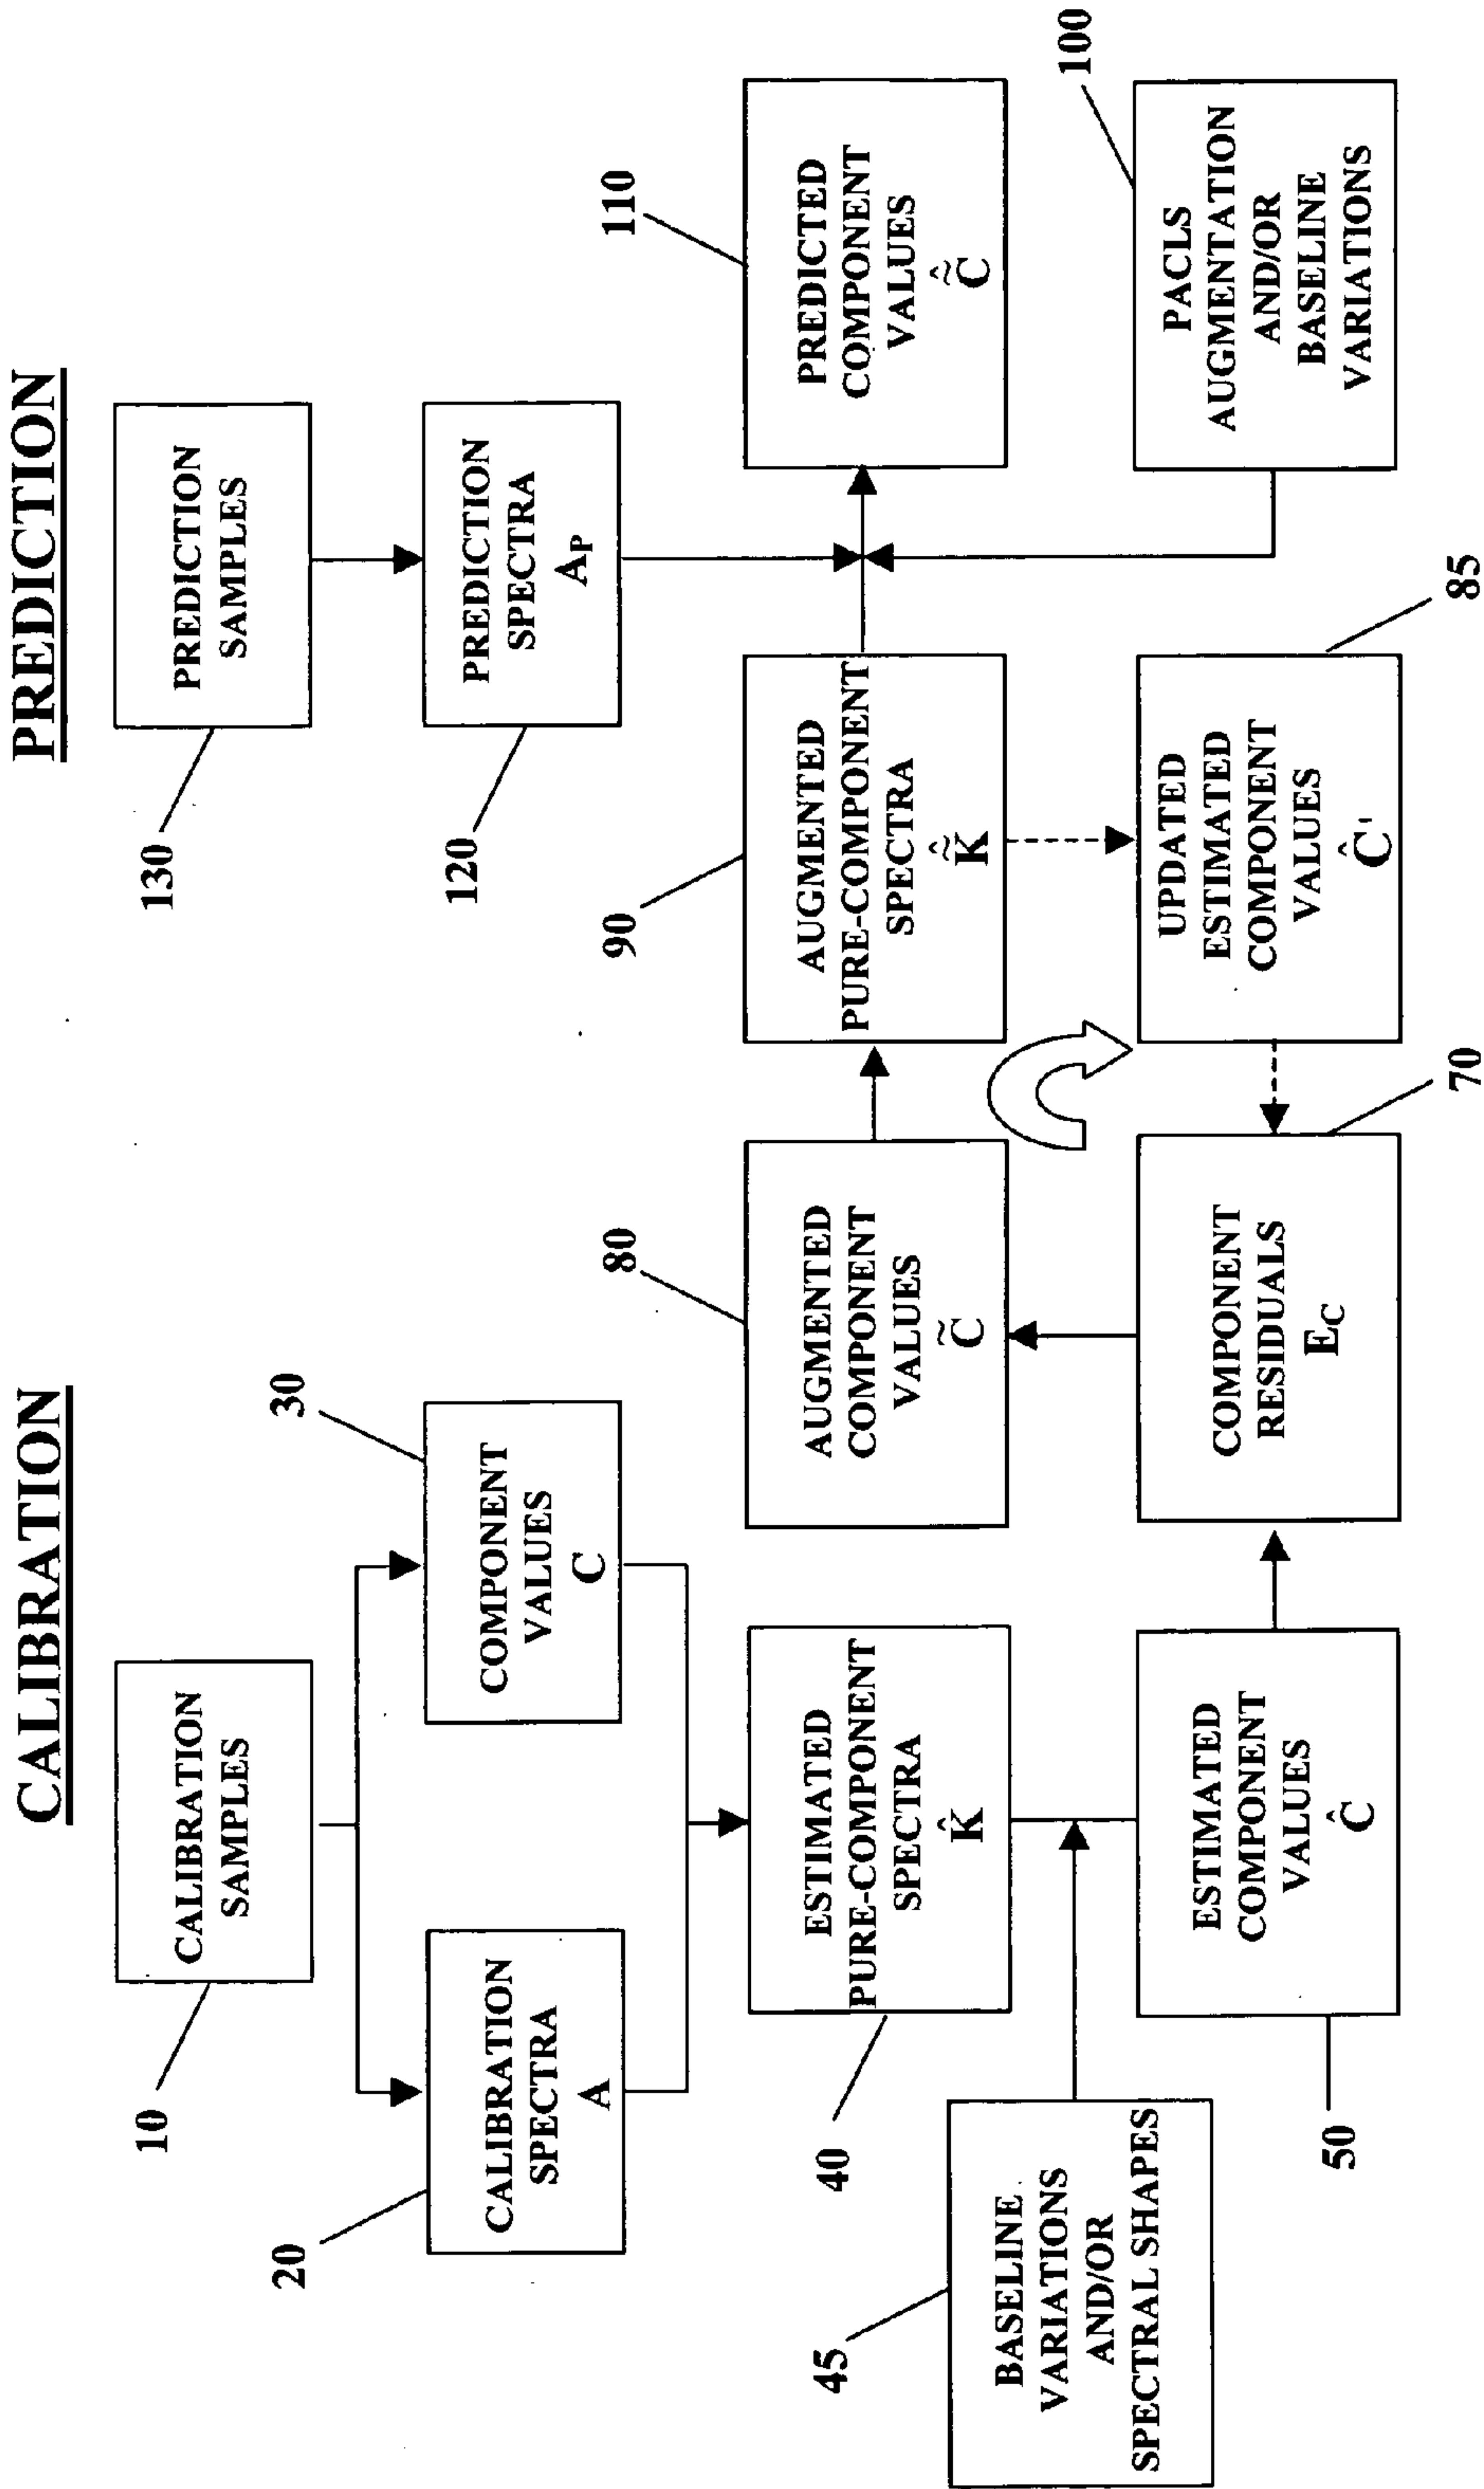 CALIBRATION
PREDICTION
10
CALIBRATION
SAMPLES
20
CALIBRATION
SPECTRA
A
30
COMPONENT
VALUES
C
40
ESTIMATED
PURE-COMPONENT
SPECTRA
K̂
45
BASELINE
VARIATIONS
AND/OR
SPECTRAL SHAPES
50
ESTIMATED
COMPONENT
VALUES
Ĉ
70
COMPONENT
RESIDUALS
E_C
80
AUGMENTED
COMPONENT
VALUES
C̃
90
AUGMENTED
PURE-COMPONENT
SPECTRA
K̃̂
85
UPDATED
ESTIMATED
COMPONENT
VALUES
Ĉ'
130
PREDICTION
SAMPLES
120
PREDICTION
SPECTRA
A_P
110
PREDICTED
COMPONENT
VALUES
C̃̂
100
PACLS
AUGMENTATION
AND/OR
BASELINE
VARIATIONS